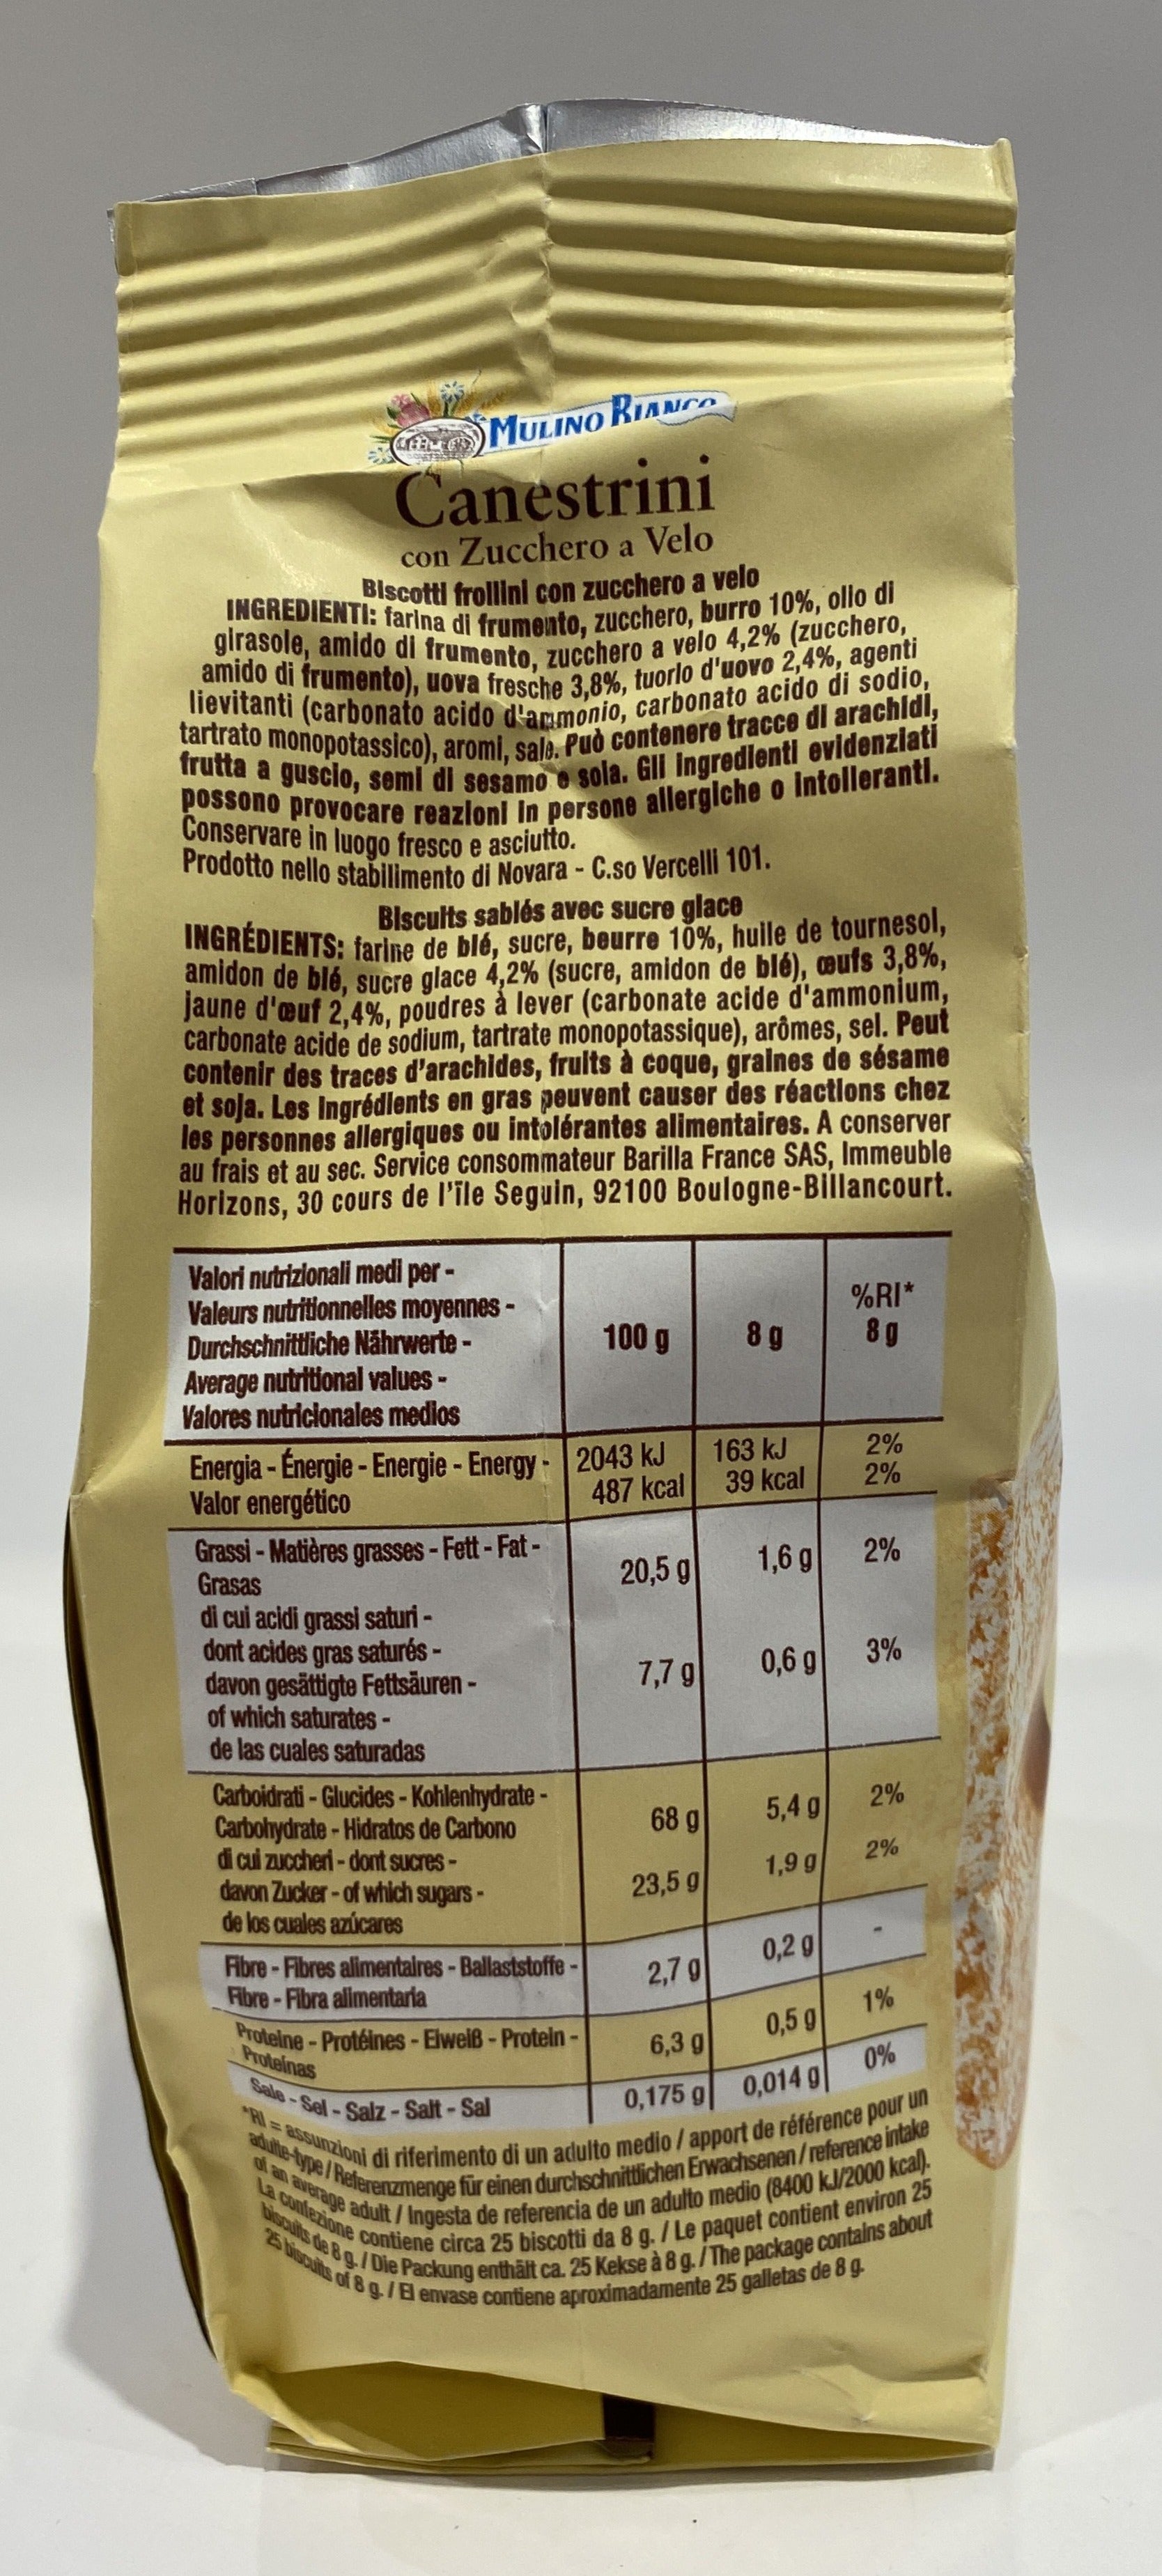 MULINO BIANCO
Canestrini
con Zucchero a Velo
Biscotti frollini con zucchero a velo
INGREDIENTI: farina di frumento, zucchero, burro 10%, olio di
girasole, amido di frumento, zucchero a velo 4,2% (zucchero,
amido di frumento), uova fresche 3,8%, tuorlo d'uovo 2,4%, agenti
lievitanti (carbonato acido d'ammonio, carbonato acido di sodio,
tartrato monopotassico), aromi, sale. Può contenere tracce di arachidi,
frutta a guscio, semi di sesamo e soia. Gli ingredienti evidenziati
possono provocare reazioni in persone allergiche o intolleranti.
Conservare in luogo fresco e asciutto.
Prodotto nello stabilimento di Novara - C.so Vercelli 101.
Biscuits sablés avec sucre glace
INGRÉDIENTS: farine de blé, sucre, beurre 10%, huile de tournesol,
amidon de blé, sucre glace 4,2% (sucre, amidon de blé), œufs 3,8%,
jaune d'œuf 2,4%, poudres à lever (carbonate acide d'ammonium,
carbonate acide de sodium, tartrate monopotassique), arômes, sel. Peut
contenir des traces d'arachides, fruits à coque, graines de sésame
et soja. Les ingrédients en gras peuvent causer des réactions chez
les personnes allergiques ou intolérantes alimentaires. A conserver
au frais et au sec. Service consommateur Barilla France SAS, Immeuble
Horizons, 30 cours de l'île Seguin, 92100 Boulogne-Billancourt.
Valori nutrizionali medi per -
Valeurs nutritionnelles moyennes -
Durchschnittliche Nährwerte -
Average nutritional values -
Valores nutricionales medios
100 g
8 g
%RI*
8 g
Energia - Énergie - Energie - Energy - 2043 kJ 163 kJ 2%
Valor energético 487 kcal 39 kcal 2%
Grassi - Matières grasses - Fett - Fat -
Grasas 20,5 g 1,6 g 2%
di cui acidi grassi saturi -
dont acides gras saturés -
davon gesättigte Fettsäuren - 7,7 g 0,6 g 3%
of which saturates -
de las cuales saturadas
Carboidrati - Glucides - Kohlenhydrate -
Carbohydrate - Hidratos de Carbono 68 g 5,4 g 2%
di cui zuccheri - dont sucres -
davon Zucker - of which sugars - 23,5 g 1,9 g 2%
de los cuales azúcares
Fibre - Fibres alimentaires - Ballaststoffe -
Fibre - Fibra alimentaria 2,7 g 0,2 g -
Proteine - Protéines - Eiweiß - Protein -
Proteínas 6,3 g 0,5 g 1%
Sale - Sel - Salz - Salt - Sal 0,175 g 0,014 g 0%
*RI = assunzioni di riferimento di un adulto medio / apport de référence pour un
adulte-type / Referenzmenge für einen durchschnittlichen Erwachsenen / reference intake
of an average adult / Ingesta de referencia de un adulto medio (8400 kJ/2000 kcal).
La confezione contiene circa 25 biscotti da 8 g. / Le paquet contient environ 25
biscuits de 8 g. / Die Packung enthält ca. 25 Kekse à 8 g. / The package contains about
25 biscuits of 8 g. / El envase contiene aproximadamente 25 galletas de 8 g.